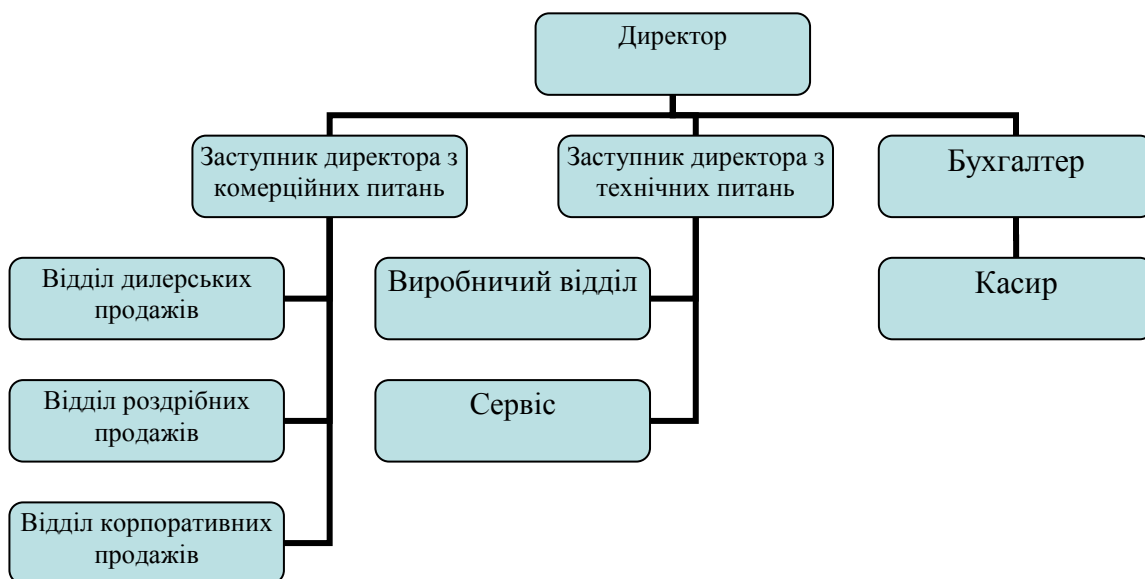 Директор
Заступник директора з
комерційних питань
Заступник директора з
технічних питань
Бухгалтер
Відділ дилерських
продажів
Виробничий відділ
Касир
Відділ роздрібних
продажів
Сервіс
Відділ корпоративних
продажів